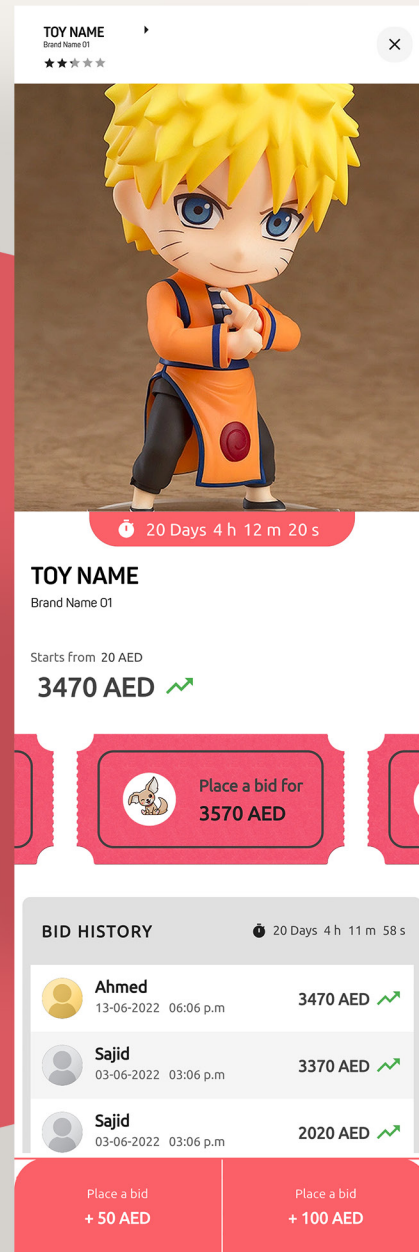 TOY NAME
Brand Name 01
20 Days 4 h 12 m 20 s
TOY NAME
Brand Name 01
Starts from 20 AED
3470 AED
Place a bid for
3570 AED
BID HISTORY
20 Days 4 h 11 m 58 s
Ahmed
13-06-2022 06:06 p.m
3470 AED
Sajid
03-06-2022 03:06 p.m
3370 AED
Sajid
03-06-2022 03:06 p.m
2020 AED
Place a bid
+ 50 AED
Place a bid
+ 100 AED